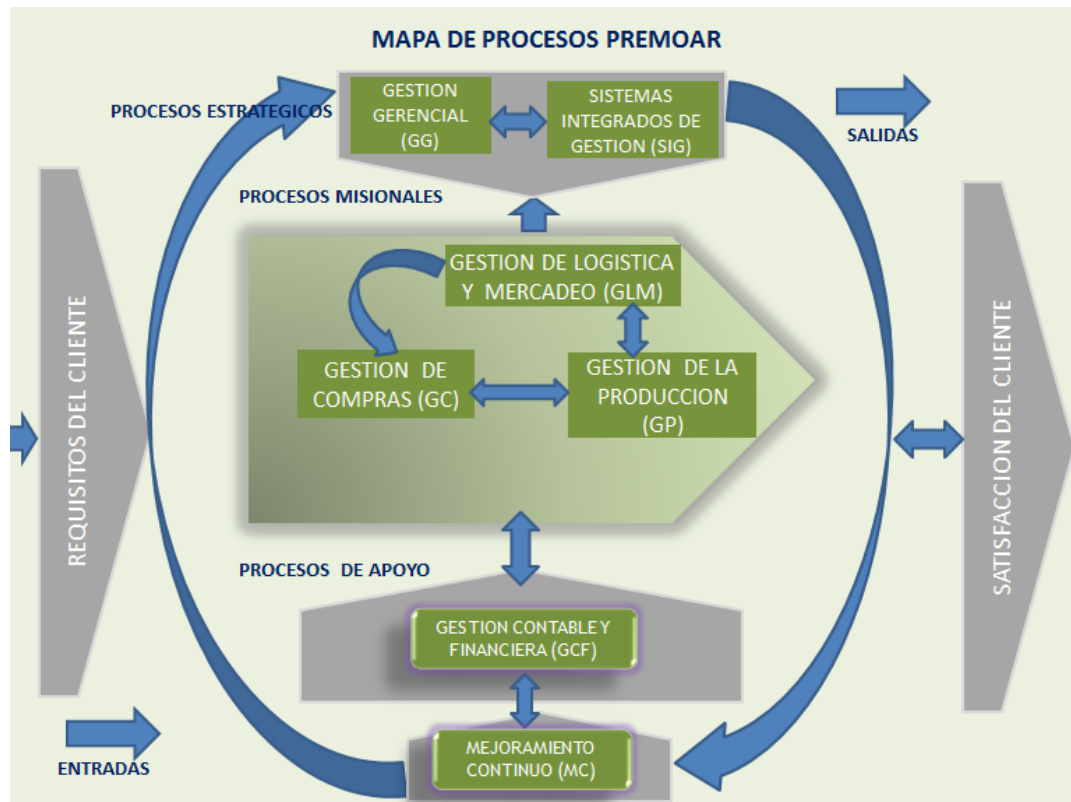 MAPA DE PROCESOS PREMOAR
PROCESOS ESTRATEGICOS
GESTION
GERENCIAL
(GG)
SISTEMAS
INTEGRADOS DE
GESTION (SIG)
SALIDAS
PROCESOS MISIONALES
GESTION DE LOGISTICA
Y MERCADEO (GLM)
GESTION DE
COMPRAS (GC)
GESTION DE LA
PRODUCCION
(GP)
REQUISITOS DEL CLIENTE
SATISFACCION DEL CLIENTE
PROCESOS DE APOYO
GESTION CONTABLE Y
FINANCIERA (GCF)
MEJORAMIENTO
CONTINUO (MC)
ENTRADAS